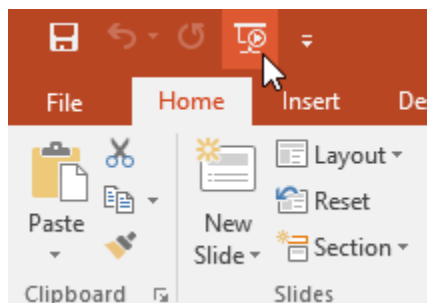 File Home Insert De
Layout
Reset
Paste New
Slide Section
Clipboard Slides